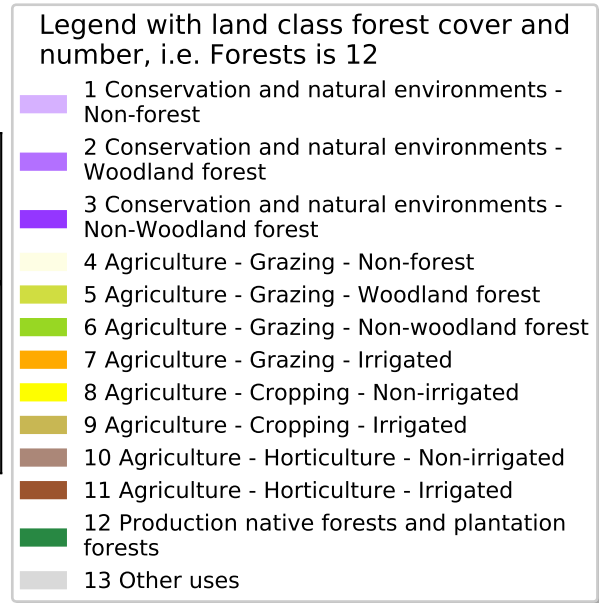 Legend with land class forest cover and
number, i.e. Forests is 12
1 Conservation and natural environments -
Non-forest
2 Conservation and natural environments -
Woodland forest
3 Conservation and natural environments -
Non-Woodland forest
4 Agriculture - Grazing - Non-forest
5 Agriculture - Grazing - Woodland forest
6 Agriculture - Grazing - Non-woodland forest
7 Agriculture - Grazing - Irrigated
8 Agriculture - Cropping - Non-irrigated
9 Agriculture - Cropping - Irrigated
10 Agriculture - Horticulture - Non-irrigated
11 Agriculture - Horticulture - Irrigated
12 Production native forests and plantation
forests
13 Other uses